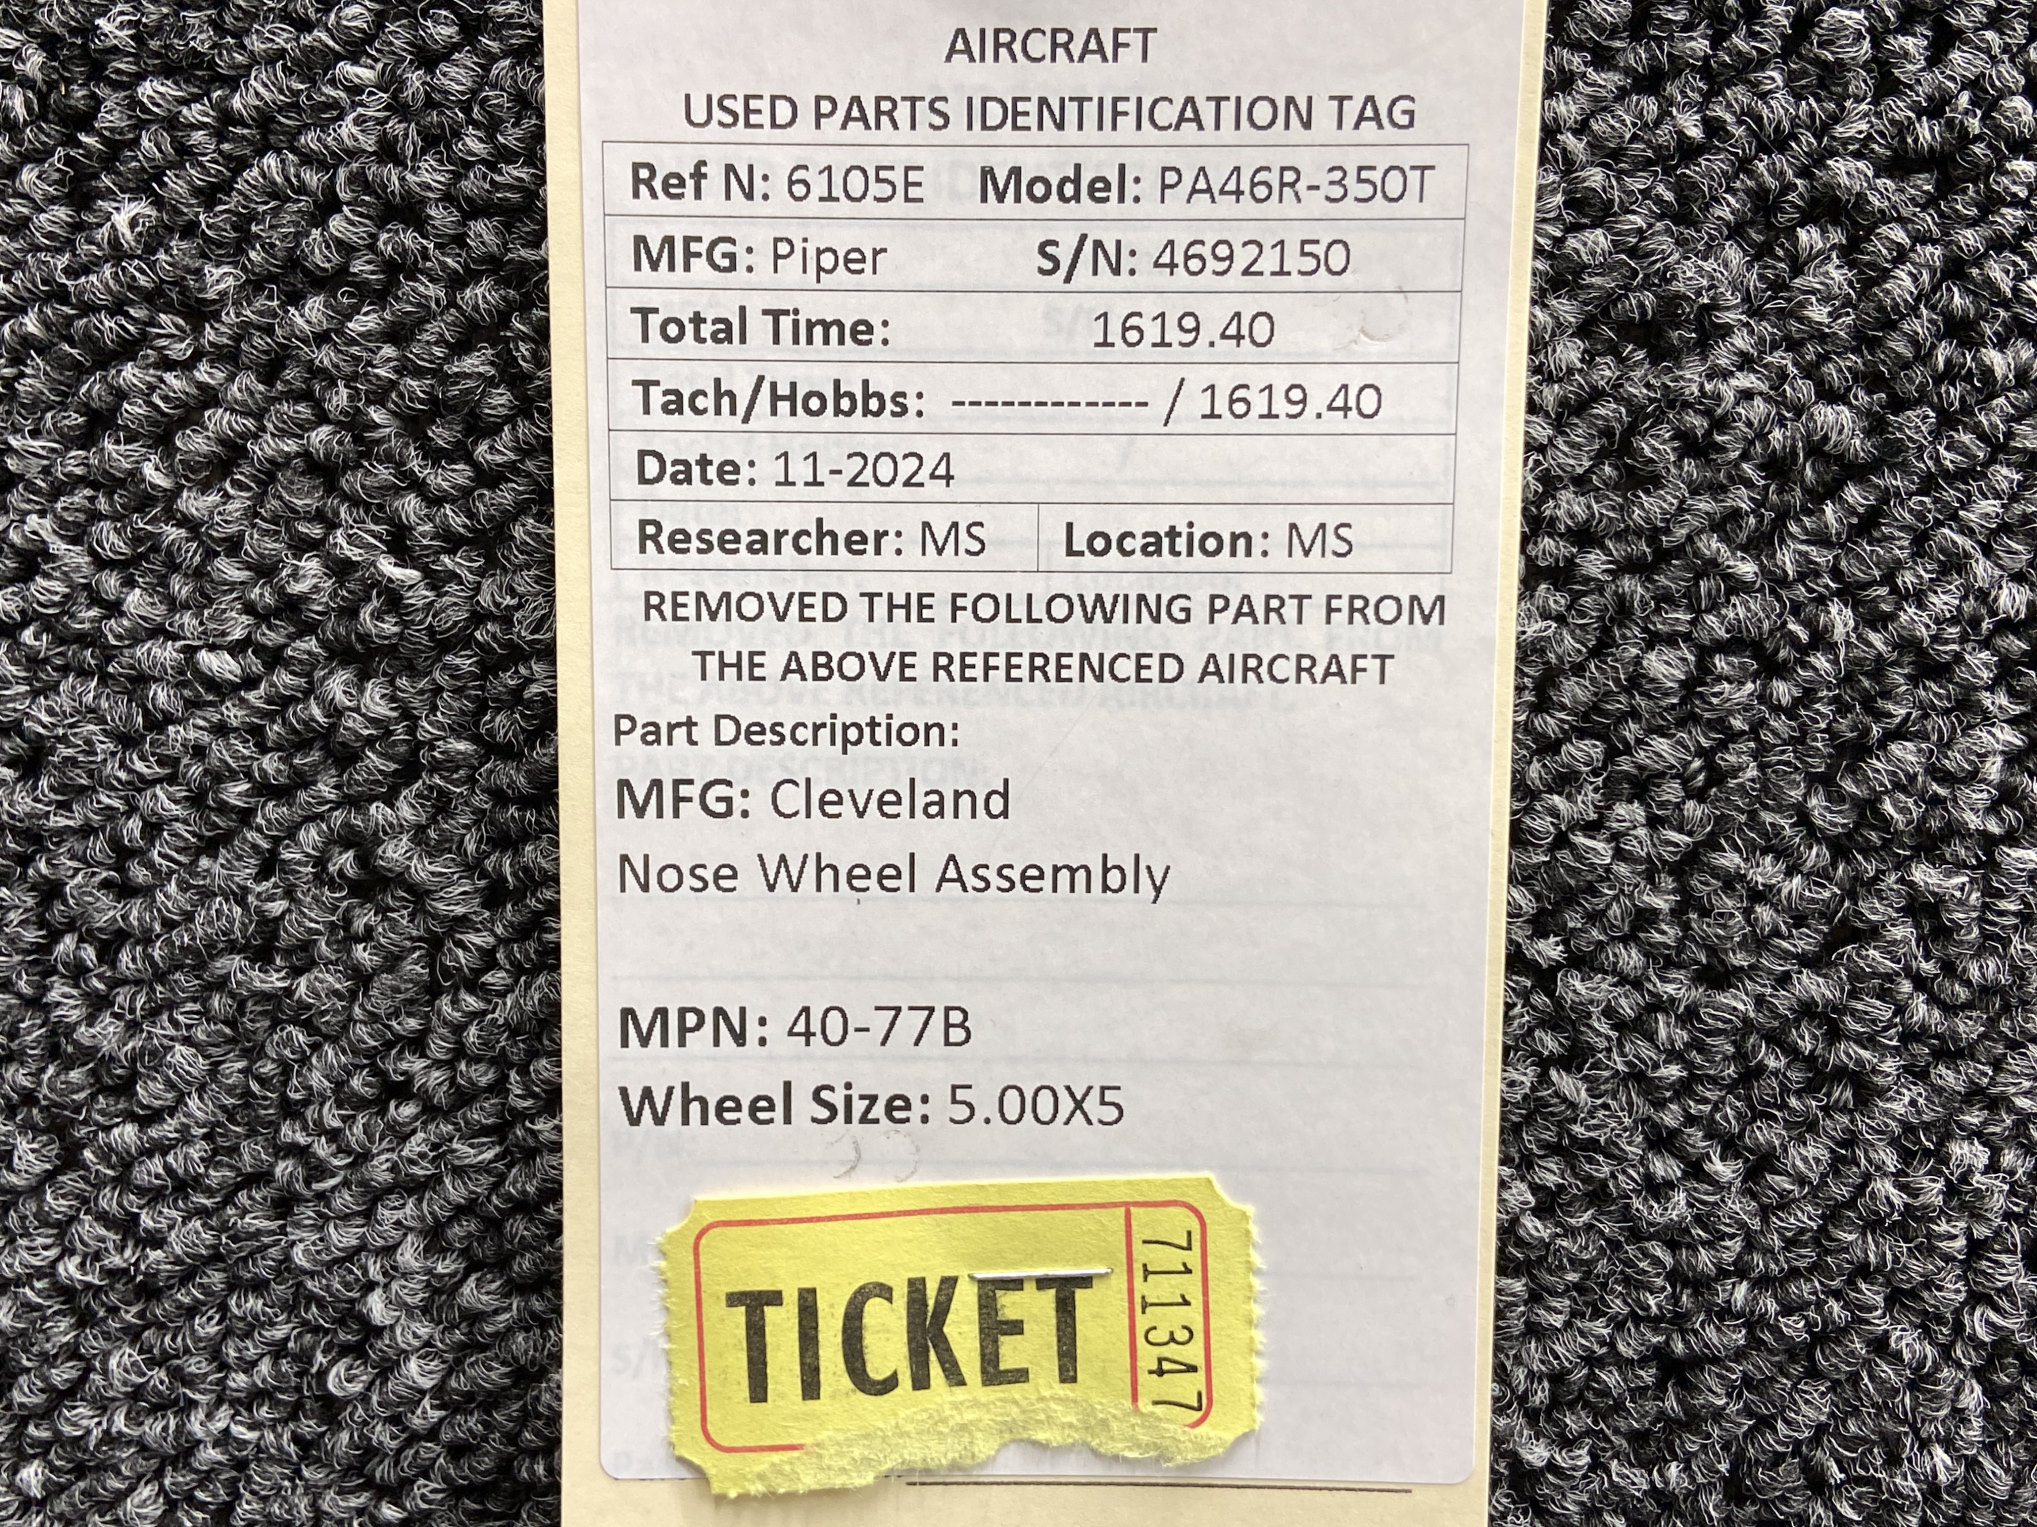 AIRCRAFT
USED PARTS IDENTIFICATION TAG
Ref N: 6105E Model: PA46R-350T
MFG: Piper S/N: 4692150
Total Time: 1619.40
Tach/Hobbs: ------------ / 1619.40
Date: 11-2024
Researcher: MS Location: MS
REMOVED THE FOLLOWING PART FROM
THE ABOVE REFERENCED AIRCRAFT
Part Description:
MFG: Cleveland
Nose Wheel Assembly
MPN: 40-77B
Wheel Size: 5.00X5
TICKET
711347